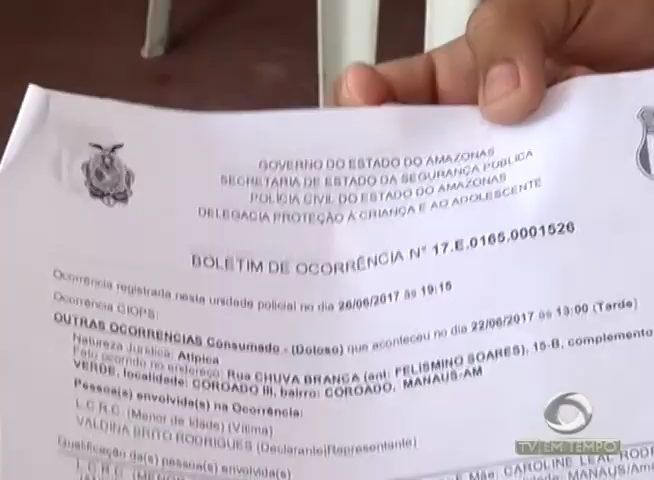 GOVERNO DO ESTADO DO AMAZONAS
SECRETARIA DE ESTADO DA SEGURANÇA PÚBLICA
POLÍCIA CIVIL DO ESTADO DO AMAZONAS
DELEGACIA PROTEÇÃO À CRIANÇA E AO ADOLESCENTE
BOLETIM DE OCORRÊNCIA Nº 17.E.0165.0001526
Ocorrência registrada nesta unidade policial no dia 26/06/2017 às 19:15
Ocorrência CIOPS:
OUTRAS OCORRENCIAS Consumado - (Doloso) que aconteceu no dia 22/06/2017 às 13:00 (Tarde)
Natureza Jurídica: Atípica
Fato ocorrido no endereço: Rua CHUVA BRANCA (ant: FELISMINO SOARES), 15-B, complemento
VERDE, localidade: COROADO III, bairro: COROADO, MANAUS-AM
Pessoa(s) envolvida(s) na Ocorrência:
L.C.R.C. (Menor de Idade) (Vítima)
VALDINA BRITO RODRIGUES (Declarante/Representante)
Qualificação da(s) pessoa(s) envolvida(s)
L.C.R.C. (Menor de Mãe: CAROLINE LEAL RODR
MANAUS/Ama
TV EM TEMPO